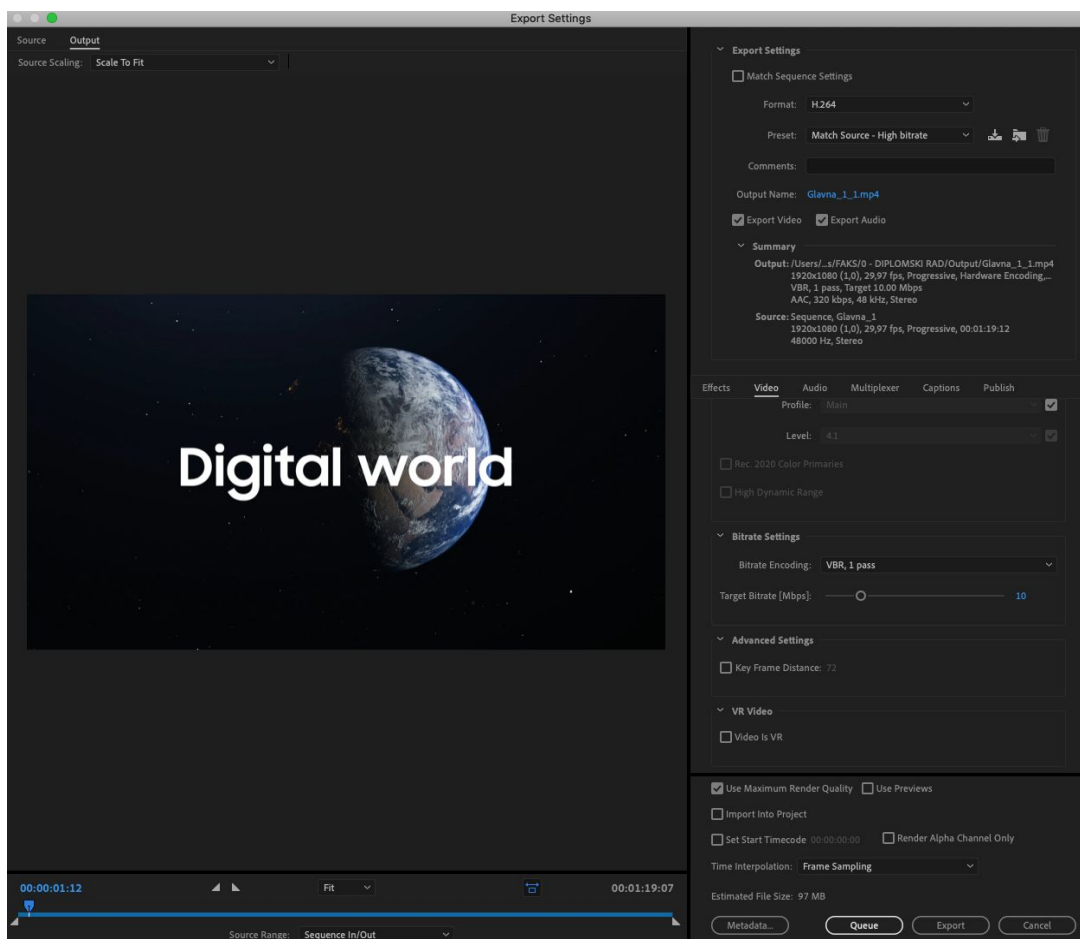 Export Settings
Source Output
Source Scaling: Scale To Fit
Digital world
00:00:01:12 Fit 00:01:19:07
Source Range: Sequence In/Out
Export Settings
Match Sequence Settings
Format: H.264
Preset: Match Source - High bitrate
Comments:
Output Name: Glavna_1_1.mp4
Export Video Export Audio
Summary
Output: /Users/...s/FAKS/0 - DIPLOMSKI RAD/Output/Glavna_1_1.mp4
1920x1080 (1,0), 29,97 fps, Progressive, Hardware Encoding,...
VBR, 1 pass, Target 10.00 Mbps
AAC, 320 kbps, 48 kHz, Stereo
Source: Sequence, Glavna_1
1920x1080 (1,0), 29,97 fps, Progressive, 00:01:19:12
48000 Hz, Stereo
Effects Video Audio Multiplexer Captions Publish
Profile: Main
Level: 4.1
Rec. 2020 Color Primaries
High Dynamic Range
Bitrate Settings
Bitrate Encoding: VBR, 1 pass
Target Bitrate [Mbps]: 10
Advanced Settings
Key Frame Distance: 72
VR Video
Video Is VR
Use Maximum Render Quality Use Previews
Import Into Project
Set Start Timecode 00:00:00:00 Render Alpha Channel Only
Time Interpolation: Frame Sampling
Estimated File Size: 97 MB
Metadata... Queue Export Cancel